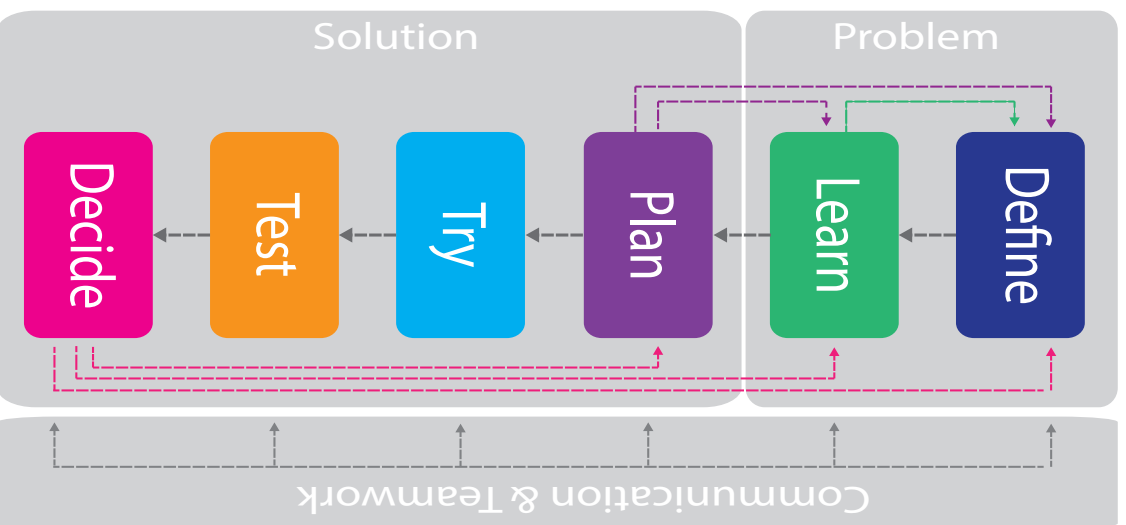 Solution
Problem
Decide
Test
Try
Plan
Learn
Define
Communication & Teamwork